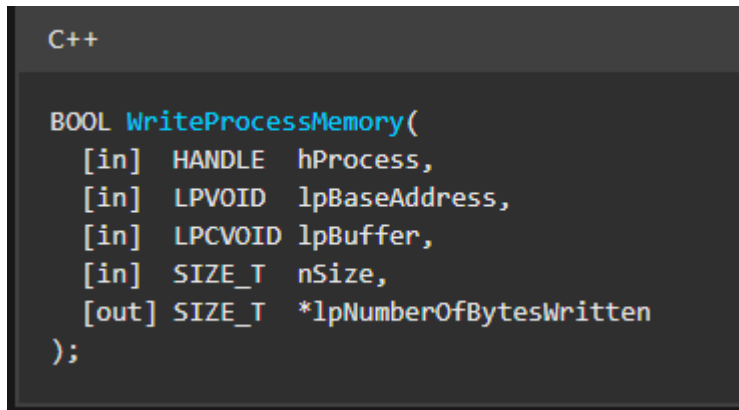 C++
BOOL WriteProcessMemory(
[in] HANDLE hProcess,
[in] LPVOID lpBaseAddress,
[in] LPCVOID lpBuffer,
[in] SIZE_T nSize,
[out] SIZE_T *lpNumberOfBytesWritten
);